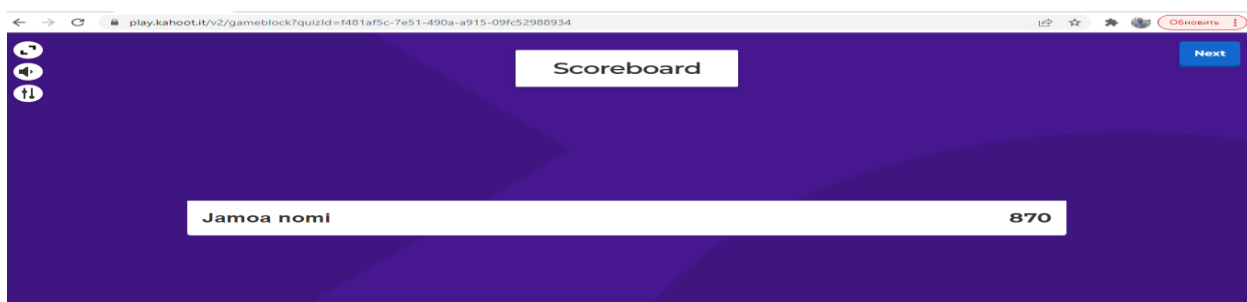 play.kahoot.it/v2/gameblock?quizId=f481af5c-7e51-490a-a915-09fc52988934
Обновить
Scoreboard
Next
Jamoa nomi 870